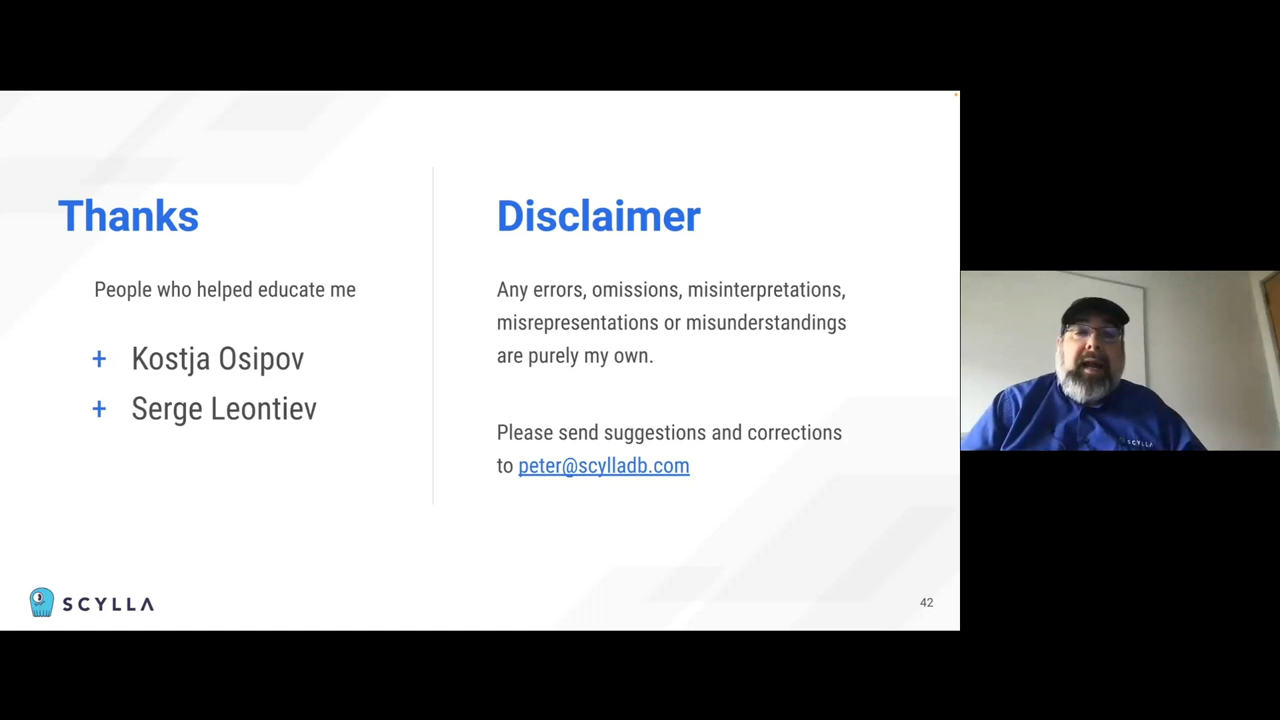 Thanks
People who helped educate me
+ Kostja Osipov
+ Serge Leontiev
Disclaimer
Any errors, omissions, misinterpretations,
misrepresentations or misunderstandings
are purely my own.
Please send suggestions and corrections
to peter@scylladb.com
SCYLLA
42
SCYLLA